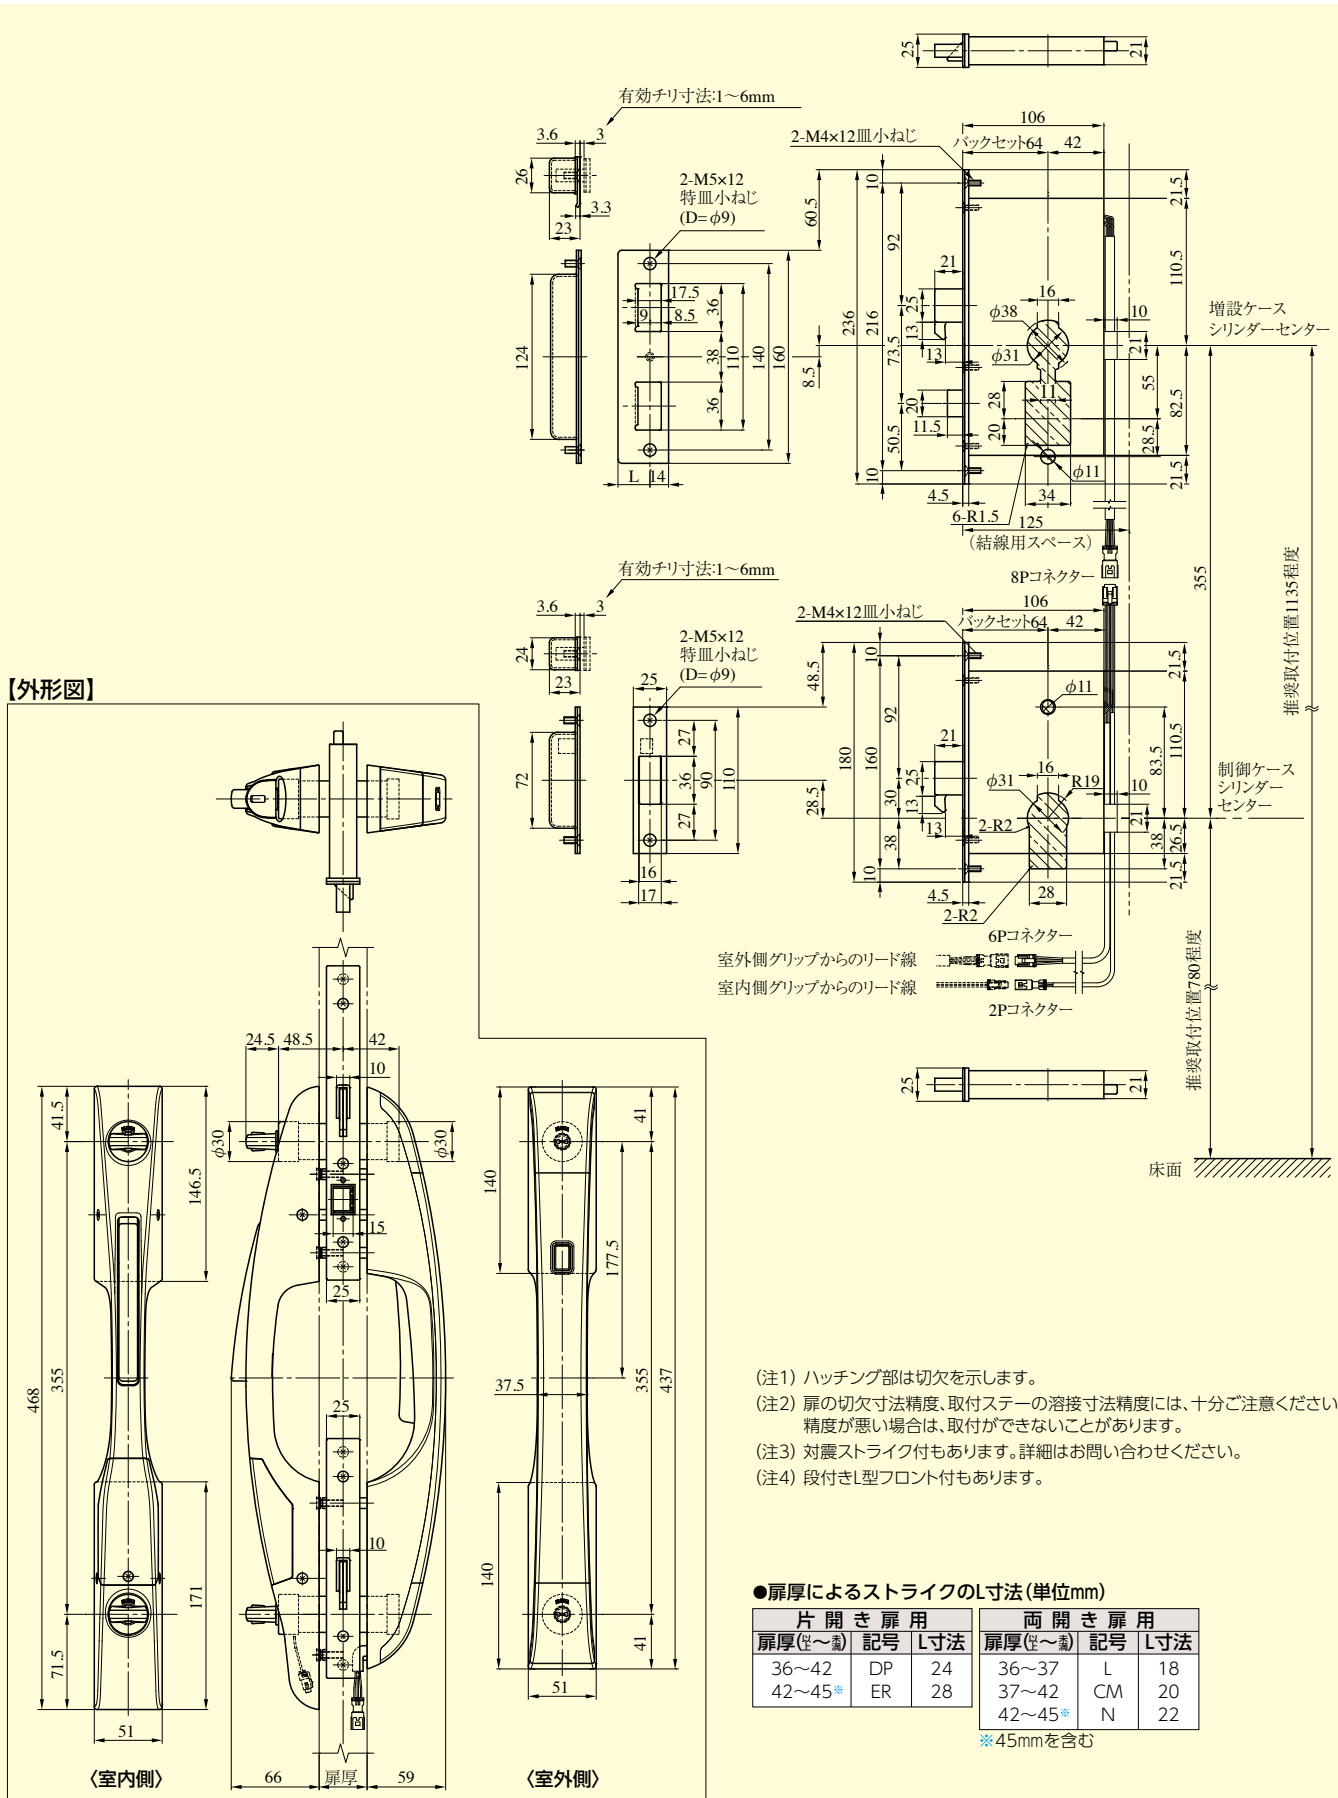 25
21
有効チリ寸法:1～6mm
3.6
3
26
3.3
23
2-M5×12
特皿小ねじ
(D=φ9)
2-M4×12皿小ねじ
106
バックセット64
42
10
21.5
60.5
92
21
16
110.5
17.5
36
9
8.5
124
38
110
140
160
8.5
236
216
25
13
φ38
10
増設ケース
シリンダーセンター
73.5
13
φ31
21
55
82.5
36
20
28
11
11.5
20
50.5
28.5
L
14
10
φ11
21.5
4.5
34
6-R1.5
125
(結線用スペース)
8Pコネクター
355
推奨取付位置1135程度
有効チリ寸法:1～6mm
3.6
3
24
23
2-M5×12
特皿小ねじ
(D=φ9)
25
2-M4×12皿小ねじ
106
バックセット64
42
10
21.5
48.5
92
φ11
27
21
110.5
83.5
72
36
90
110
180
160
25
16
φ31
R19
10
制御ケース
シリンダー
センター
28.5
13
30
27
13
2-R2
21
38
38
26.5
16
10
21.5
17
4.5
28
2-R2
6Pコネクター
室外側グリップからのリード線
室内側グリップからのリード線
2Pコネクター
推奨取付位置780程度
25
21
床面
【外形図】
24.5
48.5
42
10
41.5
φ30
φ30
41
146.5
140
15
177.5
25
468
355
37.5
355
437
25
171
10
140
71.5
41
51
51
66
扉厚
59
〈室内側〉
〈室外側〉
(注1) ハッチング部は切欠を示します。
(注2) 扉の切欠寸法精度、取付ステーの溶接寸法精度には、十分ご注意ください
精度が悪い場合は、取付ができないことがあります。
(注3) 対震ストライク付もあります。詳細はお問い合わせください。
(注4) 段付きL型フロント付もあります。
●扉厚によるストライクのL寸法(単位mm)
片開き扉用
扉厚(以上～未満) 記号 L寸法
36～42 DP 24
42～45※ ER 28
両開き扉用
扉厚(以上～未満) 記号 L寸法
36～37 L 18
37～42 CM 20
42～45※ N 22
※45mmを含む